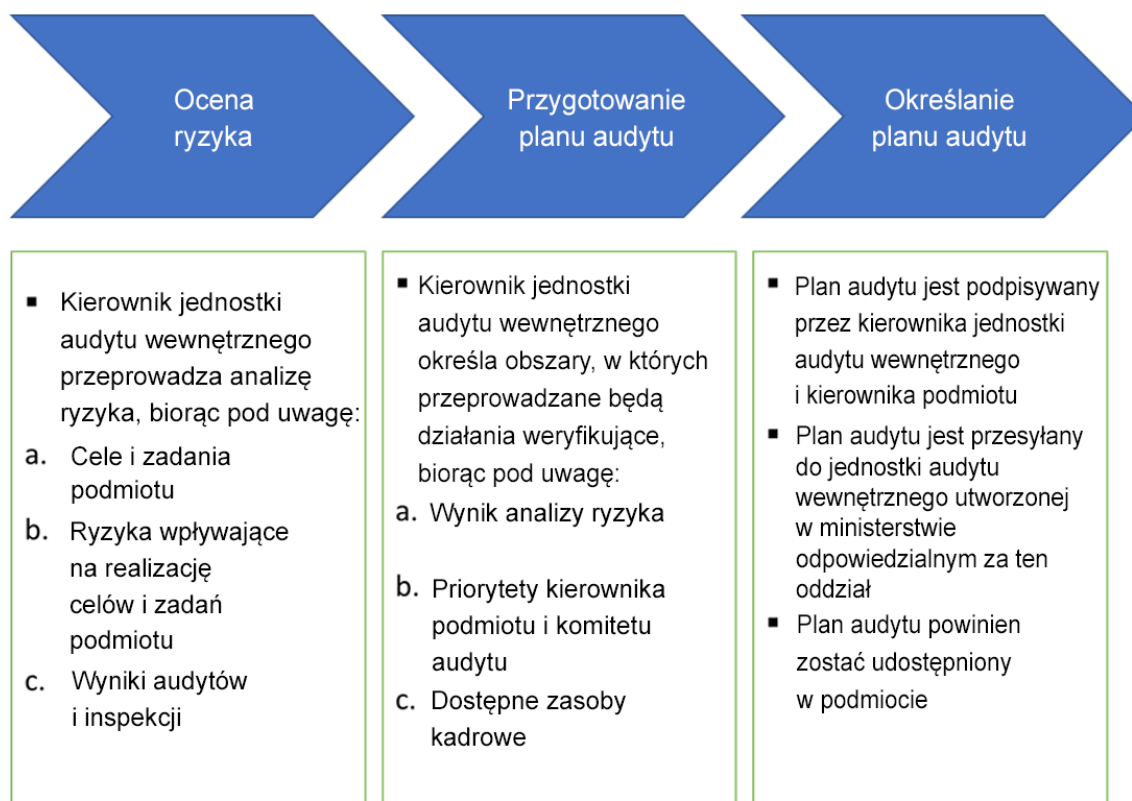 Ocena
ryzyka
Przygotowanie
planu audytu
Określanie
planu audytu
▪ Kierownik jednostki
audytu wewnętrznego
przeprowadza analizę
ryzyka, biorąc pod uwagę:
a. Cele i zadania
podmiotu
b. Ryzyka wpływające
na realizację
celów i zadań
podmiotu
c. Wyniki audytów
i inspekcji
▪ Kierownik jednostki
audytu wewnętrznego
określa obszary, w których
przeprowadzane będą
działania weryfikujące,
biorąc pod uwagę:
a. Wynik analizy ryzyka
b. Priorytety kierownika
podmiotu i komitetu
audytu
c. Dostępne zasoby
kadrowe
▪ Plan audytu jest podpisywany
przez kierownika jednostki
audytu wewnętrznego
i kierownika podmiotu
▪ Plan audytu jest przesyłany
do jednostki audytu
wewnętrznego utworzonej
w ministerstwie
odpowiedzialnym za ten
oddział
▪ Plan audytu powinien
zostać udostępniony
w podmiocie